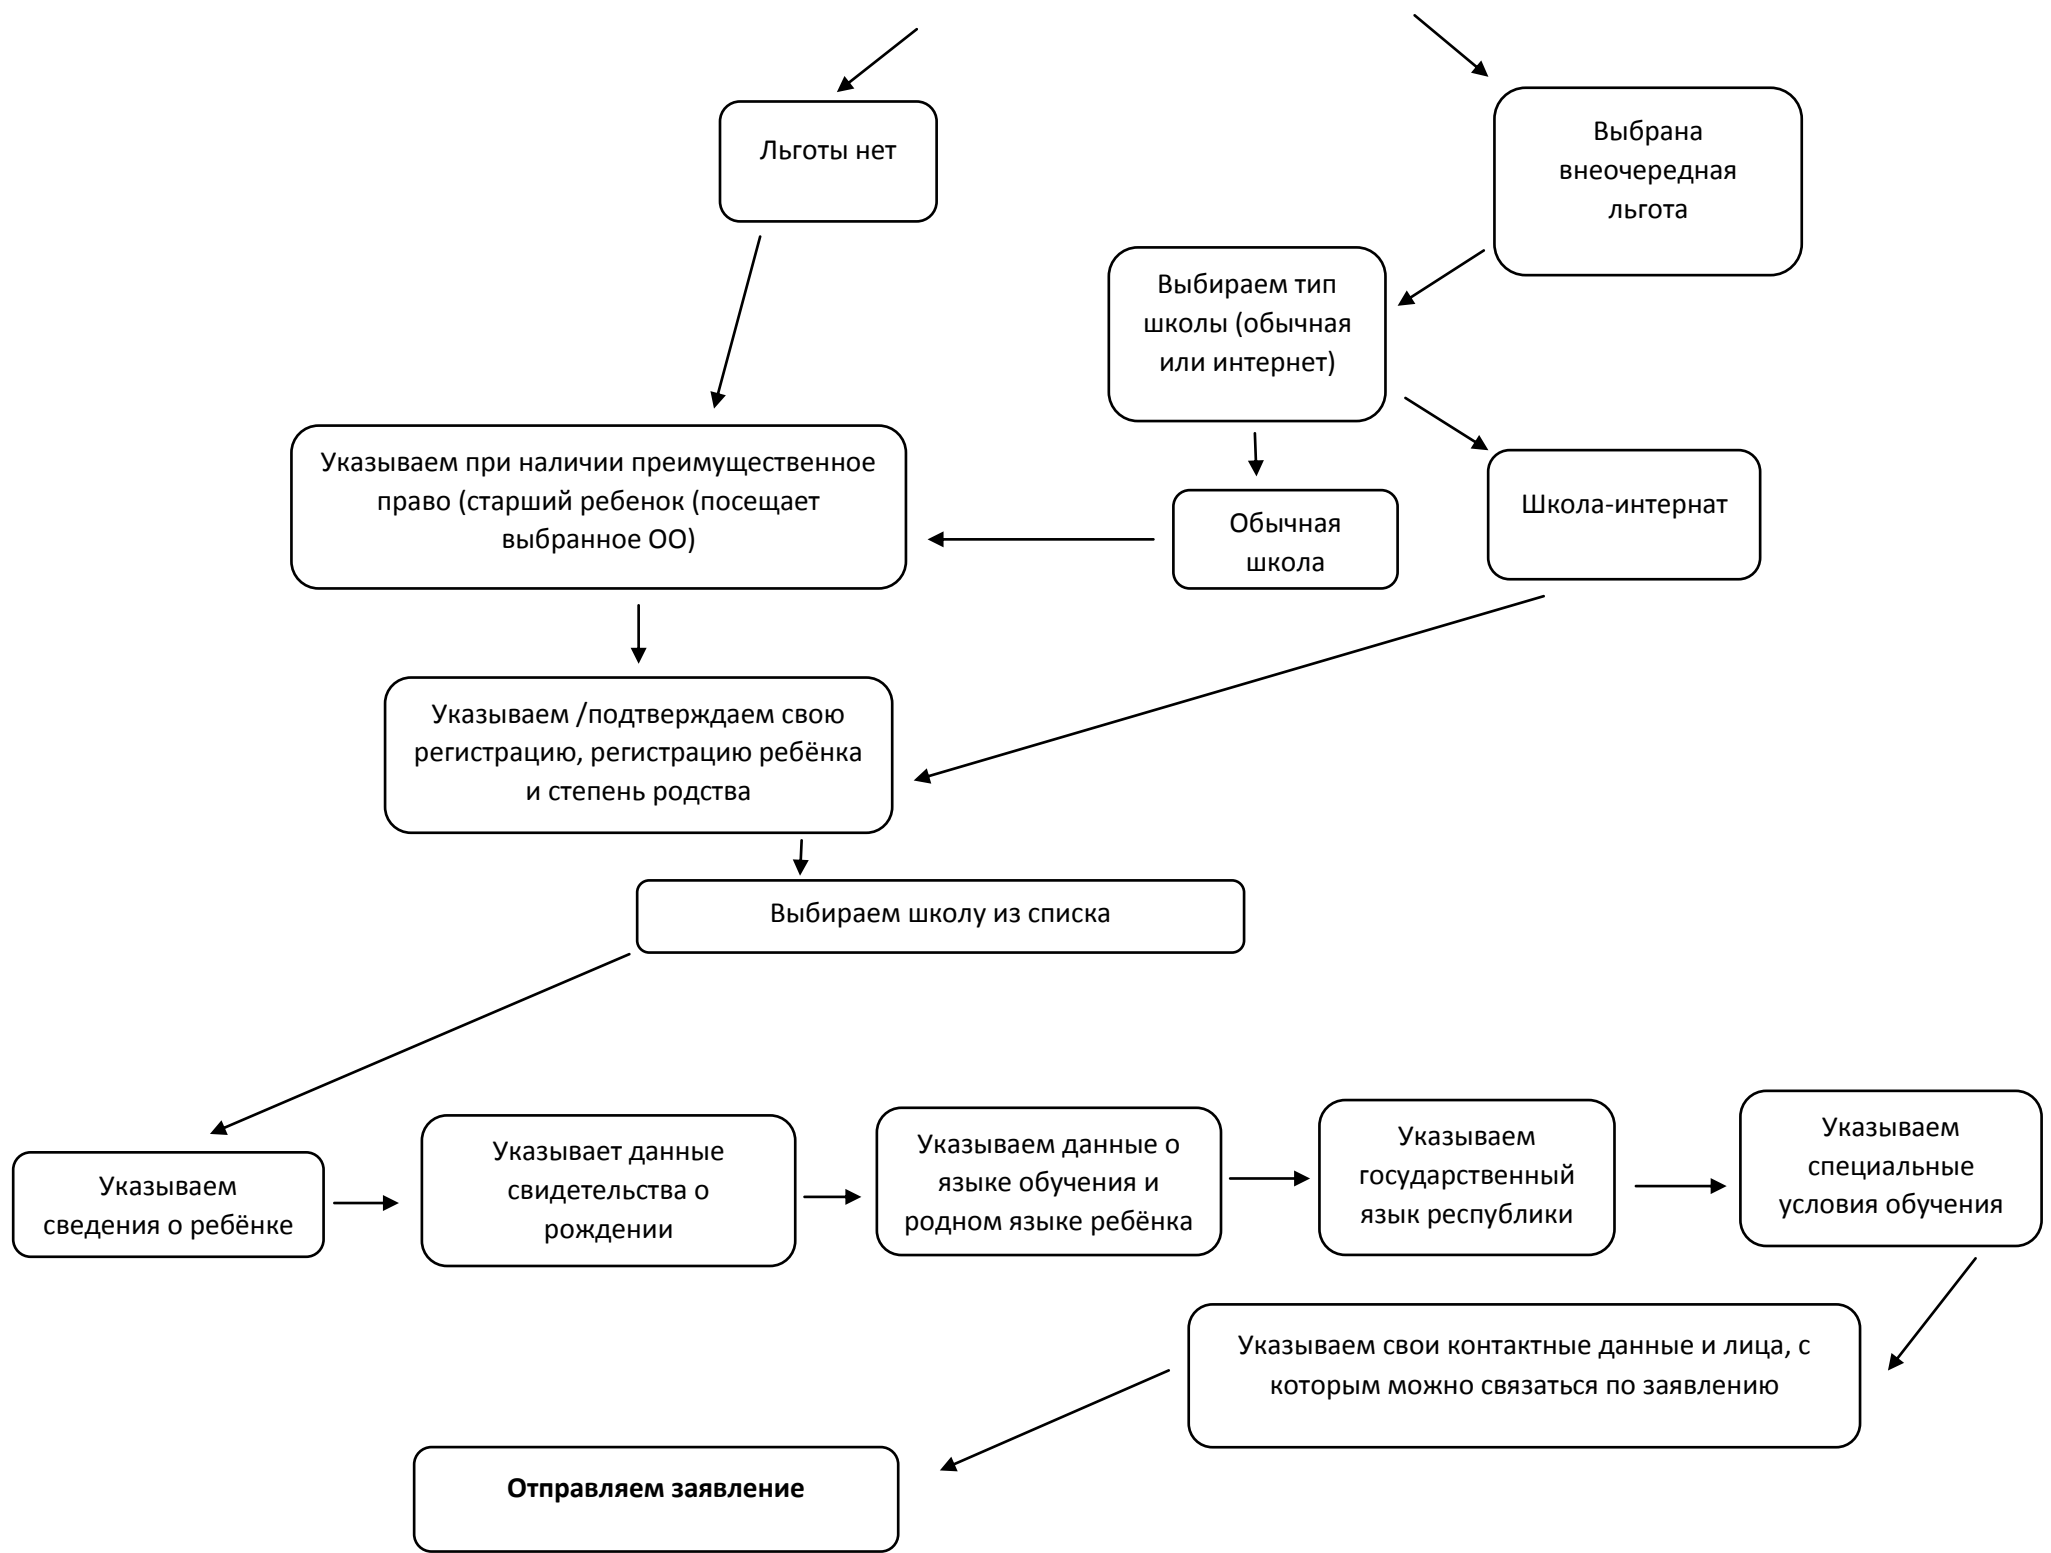 Льготы нет
Выбрана
внеочередная
льгота
Выбираем тип
школы (обычная
или интернет)
Указываем при наличии преимущественное
право (старший ребенок (посещает
выбранное ОО)
Обычная
школа
Школа-интернат
Указываем /подтверждаем свою
регистрацию, регистрацию ребёнка
и степень родства
Выбираем школу из списка
Указываем
сведения о ребёнке
Указывает данные
свидетельства о
рождении
Указываем данные о
языке обучения и
родном языке ребёнка
Указываем
государственный
язык республики
Указываем
специальные
условия обучения
Указываем свои контактные данные и лица, с
которым можно связаться по заявлению
Отправляем заявление